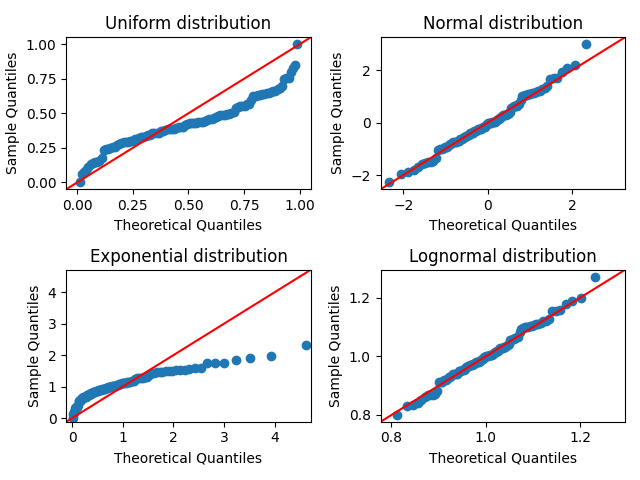 Uniform distribution
Sample Quantiles
1.00
0.75
0.50
0.25
0.00
0.00 0.25 0.50 0.75 1.00
Theoretical Quantiles
Normal distribution
Sample Quantiles
2
0
−2
−2 0 2
Theoretical Quantiles
Exponential distribution
Sample Quantiles
4
3
2
1
0
0 1 2 3 4
Theoretical Quantiles
Lognormal distribution
Sample Quantiles
1.2
1.0
0.8
0.8 1.0 1.2
Theoretical Quantiles